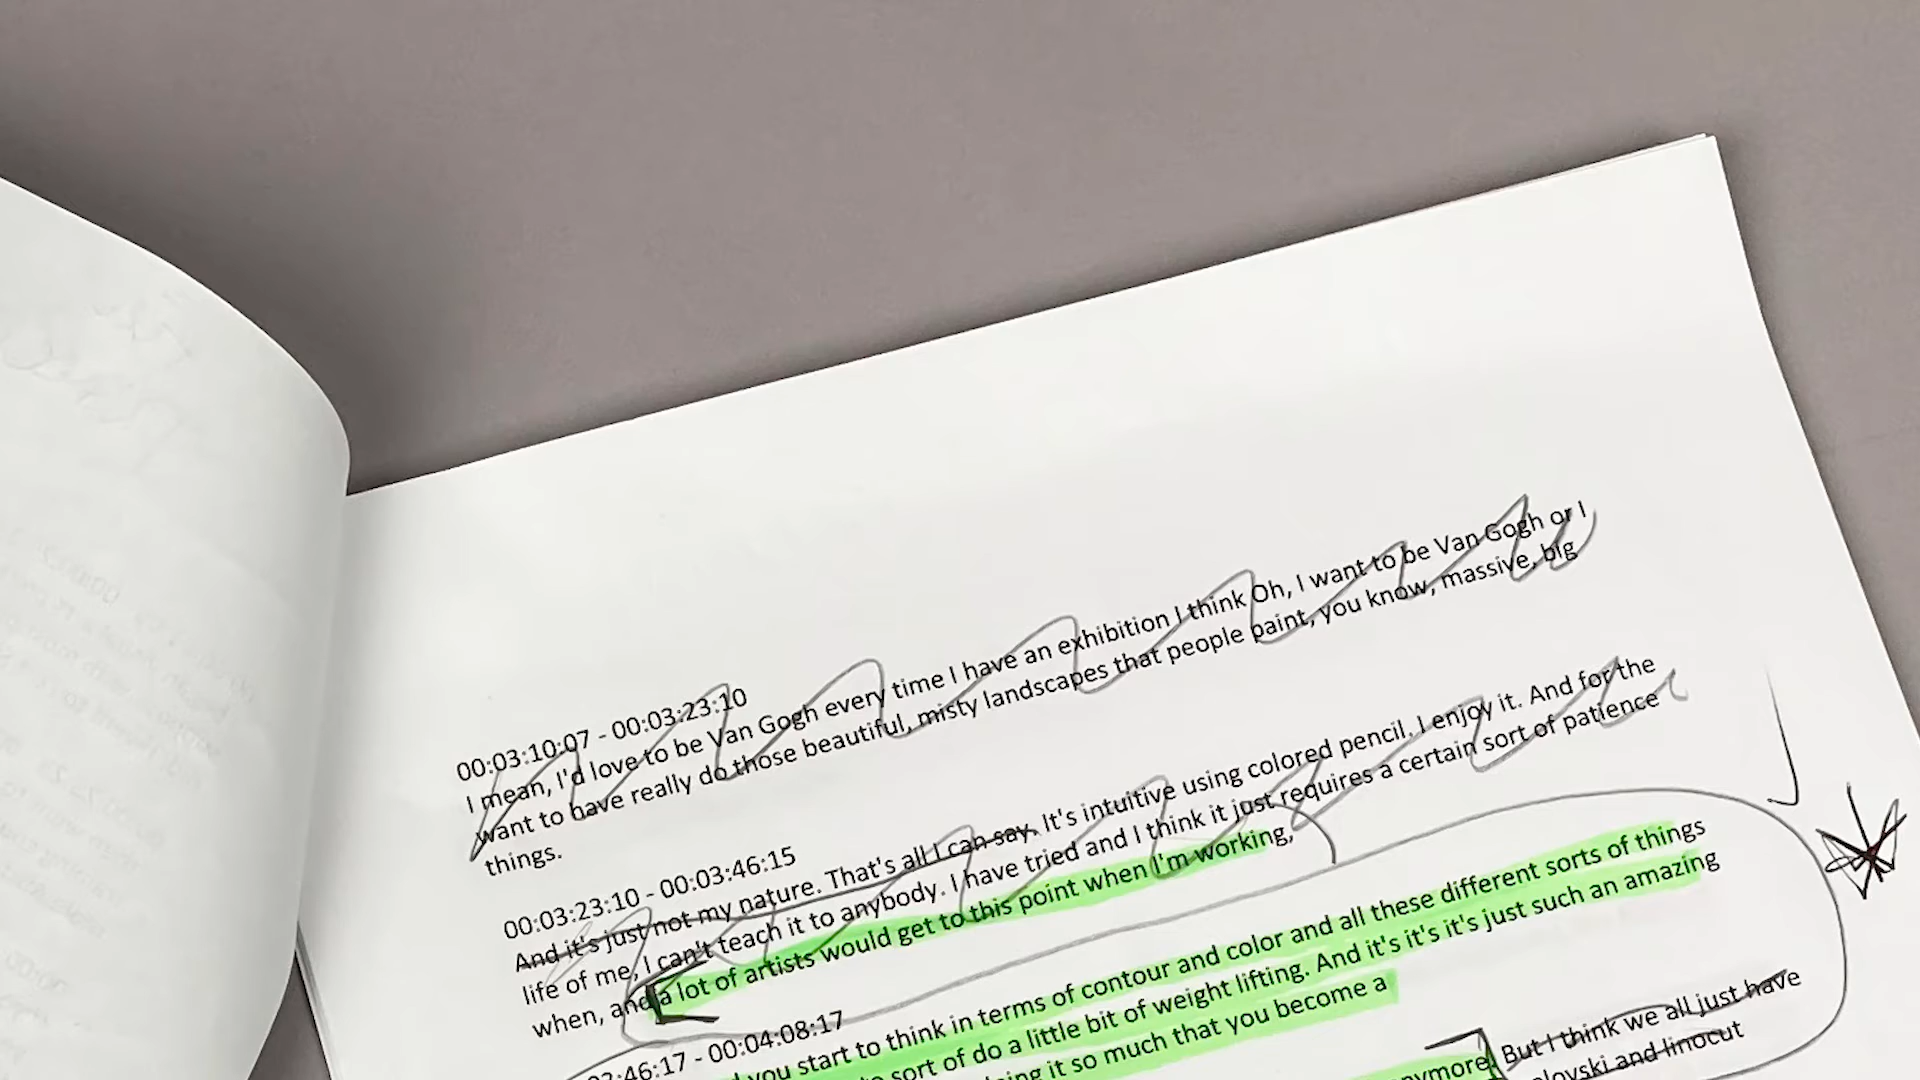 00:03:10:07 - 00:03:23:10
I mean, I'd love to be Van Gogh every time I have an exhibition I think Oh, I want to be Van Gogh or I
want to have really do those beautiful, misty landscapes that people paint, you know, massive, big
things.
00:03:23:10 - 00:03:46:15
And it's just not my nature. That's all I can say. It's intuitive using colored pencil. I enjoy it. And for the
life of me, I can't teach it to anybody. I have tried and I think it just requires a certain sort of patience
when, and a lot of artists would get to this point when I'm working,
:46:17 - 00:04:08:17
you start to think in terms of contour and color and all these different sorts of things
sort of do a little bit of weight lifting. And it's it's it's just such an amazing
it so much that you become a
But I think we all just have
and linocut